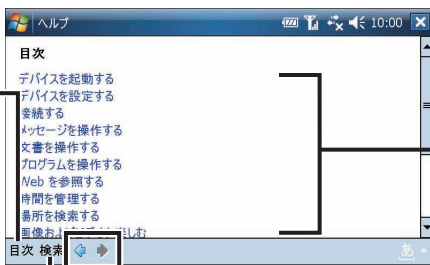 ヘルプ 10:00
目次
デバイスを起動する
デバイスを設定する
接続する
メッセージを操作する
文書を操作する
プログラムを操作する
Web を参照する
時間を管理する
場所を検索する
目次 検索 あ